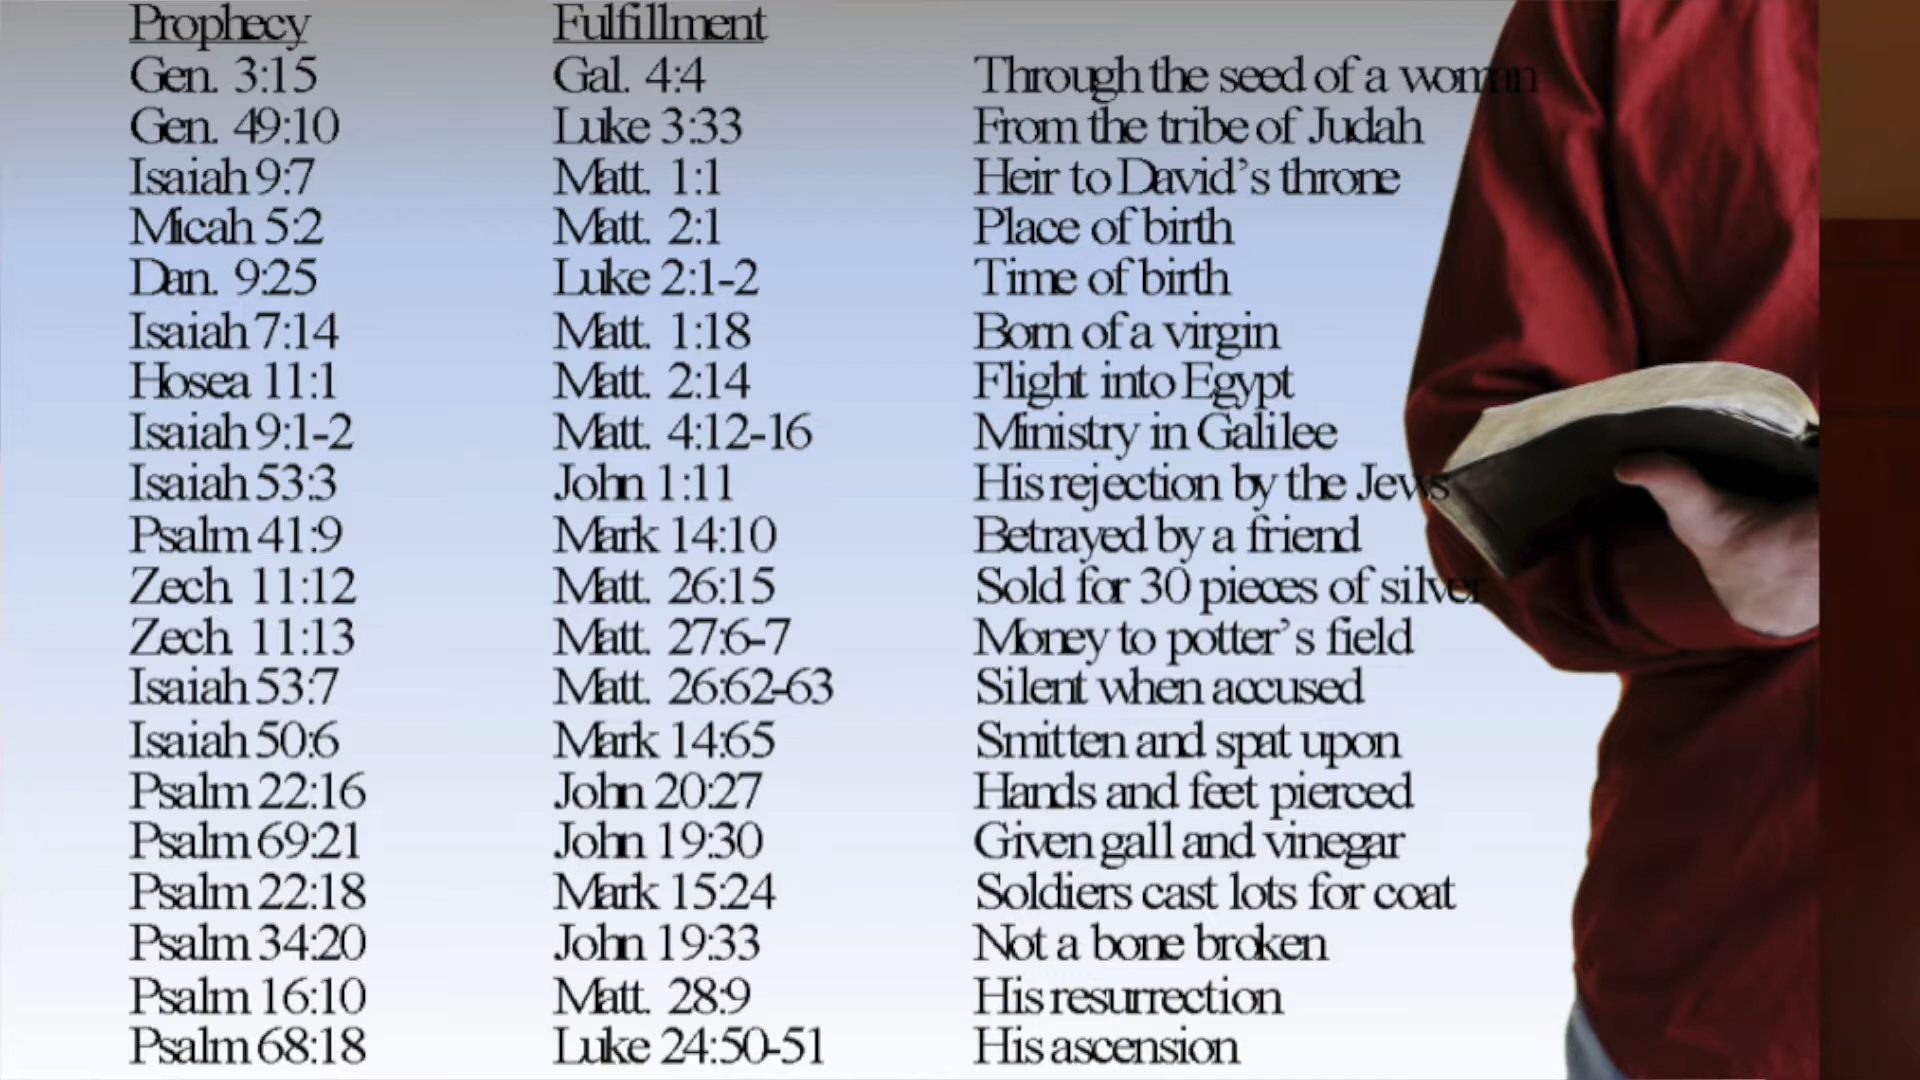 Prophecy Fulfillment
Gen. 3:15 Gal. 4:4 Through the seed of a woman
Gen. 49:10 Luke 3:33 From the tribe of Judah
Isaiah 9:7 Matt. 1:1 Heir to David’s throne
Micah 5:2 Matt. 2:1 Place of birth
Dan. 9:25 Luke 2:1-2 Time of birth
Isaiah 7:14 Matt. 1:18 Born of a virgin
Hosea 11:1 Matt. 2:14 Flight into Egypt
Isaiah 9:1-2 Matt. 4:12-16 Ministry in Galilee
Isaiah 53:3 John 1:11 His rejection by the Jews
Psalm 41:9 Mark 14:10 Betrayed by a friend
Zech. 11:12 Matt. 26:15 Sold for 30 pieces of silver
Zech. 11:13 Matt. 27:6-7 Money to potter’s field
Isaiah 53:7 Matt. 26:62-63 Silent when accused
Isaiah 50:6 Mark 14:65 Smitten and spat upon
Psalm 22:16 John 20:27 Hands and feet pierced
Psalm 69:21 John 19:30 Given gall and vinegar
Psalm 22:18 Mark 15:24 Soldiers cast lots for coat
Psalm 34:20 John 19:33 Not a bone broken
Psalm 16:10 Matt. 28:9 His resurrection
Psalm 68:18 Luke 24:50-51 His ascension